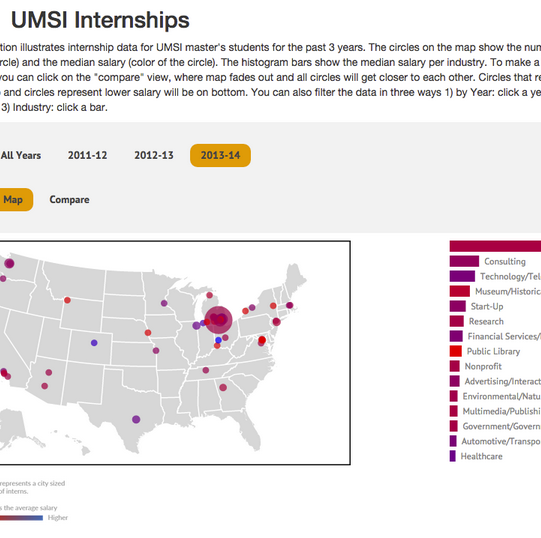 UMSI Internships
tion illustrates internship data for UMSI master's students for the past 3 years. The circles on the map show the num
rcle) and the median salary (color of the circle). The histogram bars show the median salary per industry. To make a
you can click on the "compare" view, where map fades out and all circles will get closer to each other. Circles that re
and circles represent lower salary will be on bottom. You can also filter the data in three ways 1) by Year: click a ye
3) Industry: click a bar.
All Years 2011-12 2012-13 2013-14
Map Compare
Consulting
Technology/Tel
Museum/Historica
Start-Up
Research
Financial Services/
Public Library
Nonprofit
Advertising/Interact
Environmental/Natu
Multimedia/Publishi
Government/Govern
Automotive/Transpo
Healthcare
represents a city sized
of interns.
s the average salary
Higher